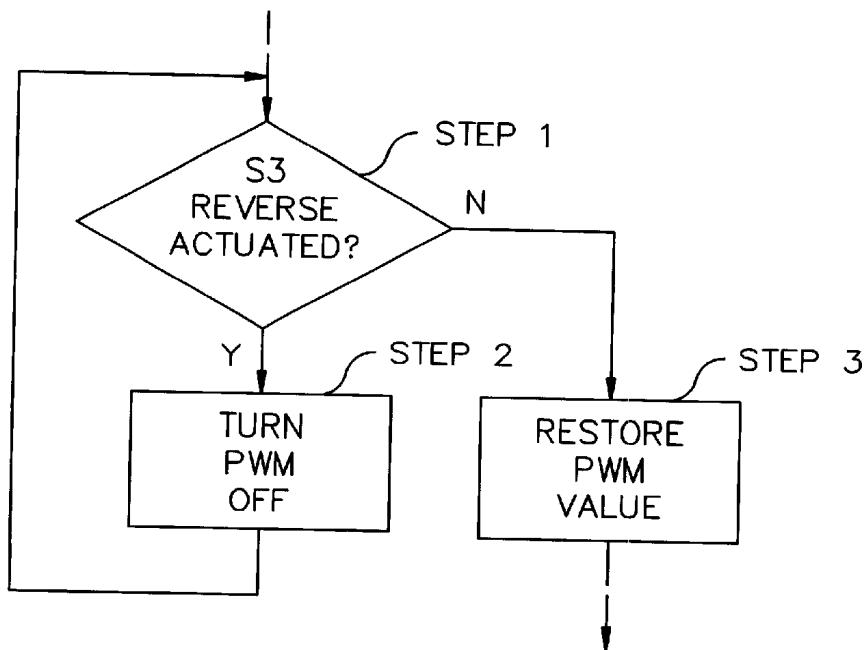 STEP 1
S3
REVERSE
ACTUATED?
N
Y
STEP 2
TURN
PWM
OFF
STEP 3
RESTORE
PWM
VALUE